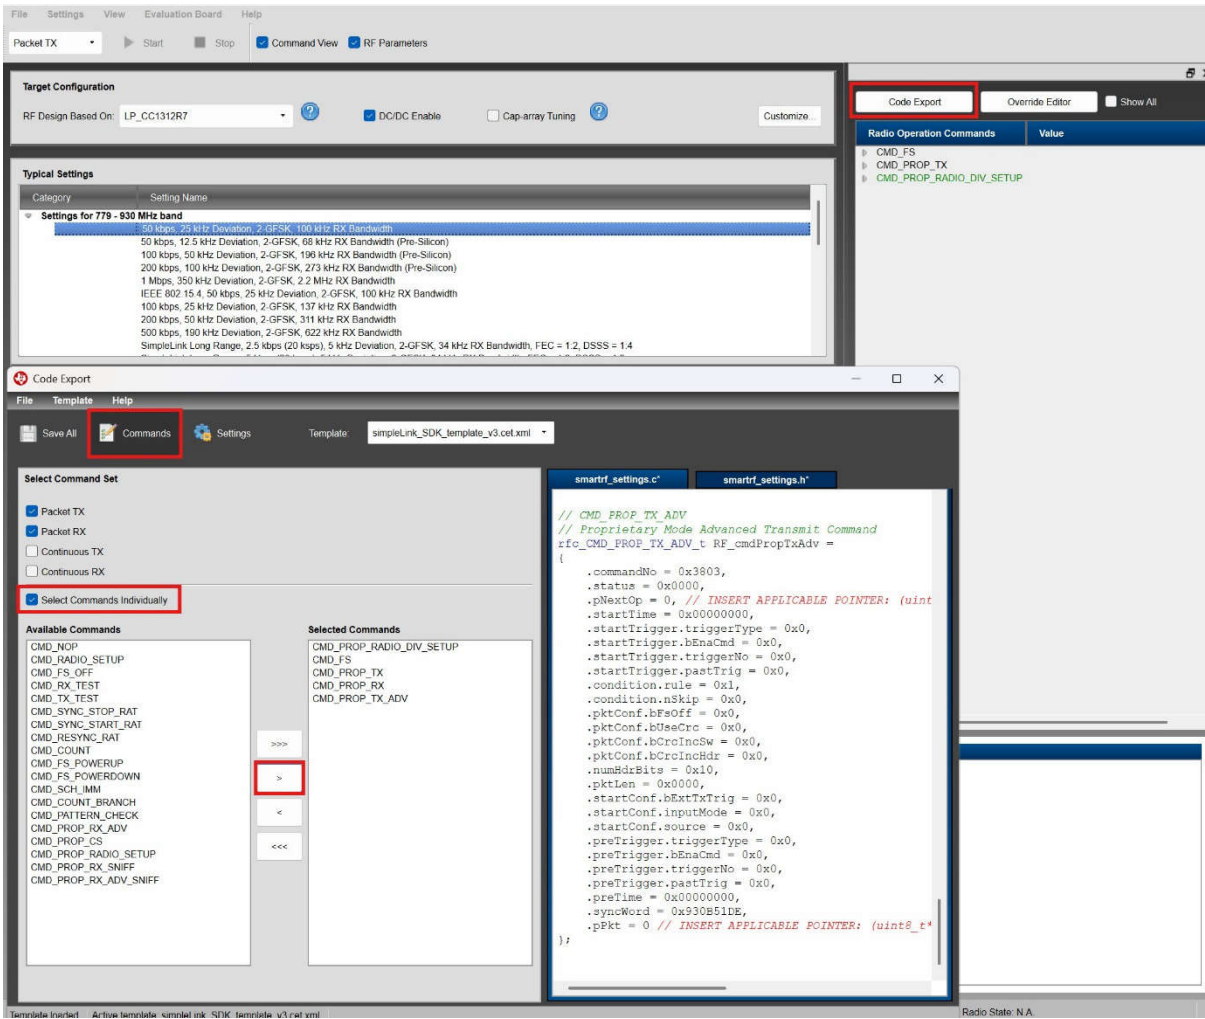 File Settings View Evaluation Board Help
Packet TX Start Stop Command View RF Parameters
Target Configuration
RF Design Based On: LP_CC1312R7 DC/DC Enable Cap-array Tuning Customize...
Typical Settings
Category Setting Name
Settings for 779 - 930 MHz band
50 kbps, 25 kHz Deviation, 2-GFSK, 100 kHz RX Bandwidth
50 kbps, 12.5 kHz Deviation, 2-GFSK, 68 kHz RX Bandwidth (Pre-Silicon)
100 kbps, 50 kHz Deviation, 2-GFSK, 196 kHz RX Bandwidth (Pre-Silicon)
200 kbps, 100 kHz Deviation, 2-GFSK, 273 kHz RX Bandwidth (Pre-Silicon)
1 Mbps, 350 kHz Deviation, 2-GFSK, 2.2 MHz RX Bandwidth
IEEE 802.15.4, 50 kbps, 25 kHz Deviation, 2-GFSK, 100 kHz RX Bandwidth
100 kbps, 25 kHz Deviation, 2-GFSK, 137 kHz RX Bandwidth
200 kbps, 50 kHz Deviation, 2-GFSK, 311 kHz RX Bandwidth
500 kbps, 190 kHz Deviation, 2-GFSK, 622 kHz RX Bandwidth
SimpleLink Long Range, 2.5 kbps (20 ksps), 5 kHz Deviation, 2-GFSK, 34 kHz RX Bandwidth, FEC = 1:2, DSSS = 1:4
Code Export Override Editor Show All
Radio Operation Commands Value
CMD_FS
CMD_PROP_TX
CMD_PROP_RADIO_DIV_SETUP
Code Export
File Template Help
Save All Commands Settings Template: simpleLink_SDK_template_v3.cet.xml
Select Command Set
Packet TX
Packet RX
Continuous TX
Continuous RX
Select Commands Individually
Available Commands
CMD_NOP
CMD_RADIO_SETUP
CMD_FS_OFF
CMD_RX_TEST
CMD_TX_TEST
CMD_SYNC_STOP_RAT
CMD_SYNC_START_RAT
CMD_RESYNC_RAT
CMD_COUNT
CMD_FS_POWERUP
CMD_FS_POWERDOWN
CMD_SCH_IMM
CMD_COUNT_BRANCH
CMD_PATTERN_CHECK
CMD_PROP_RX_ADV
CMD_PROP_CS
CMD_PROP_RADIO_SETUP
CMD_PROP_RX_SNIFF
CMD_PROP_RX_ADV_SNIFF
>>>
>
<
<<<
Selected Commands
CMD_PROP_RADIO_DIV_SETUP
CMD_FS
CMD_PROP_TX
CMD_PROP_RX
CMD_PROP_TX_ADV
smartrf_settings.c* smartrf_settings.h*
// CMD_PROP_TX_ADV
// Proprietary Mode Advanced Transmit Command
rfc_CMD_PROP_TX_ADV_t RF_cmdPropTxAdv =
{
.commandNo = 0x3803,
.status = 0x0000,
.pNextOp = 0, // INSERT APPLICABLE POINTER: (uint
.startTime = 0x00000000,
.startTrigger.triggerType = 0x0,
.startTrigger.bEnaCmd = 0x0,
.startTrigger.triggerNo = 0x0,
.startTrigger.pastTrig = 0x0,
.condition.rule = 0x1,
.condition.nSkip = 0x0,
.pktConf.bFsOff = 0x0,
.pktConf.bUseCrc = 0x0,
.pktConf.bCrcIncSw = 0x0,
.pktConf.bCrcIncHdr = 0x0,
.numHdrBits = 0x10,
.pktLen = 0x0000,
.startConf.bExtTxTrig = 0x0,
.startConf.inputMode = 0x0,
.startConf.source = 0x0,
.preTrigger.triggerType = 0x0,
.preTrigger.bEnaCmd = 0x0,
.preTrigger.triggerNo = 0x0,
.preTrigger.pastTrig = 0x0,
.preTime = 0x00000000,
.syncWord = 0x930B51DE,
.pPkt = 0 // INSERT APPLICABLE POINTER: (uint8_t*
};
Template loaded Active template simpleLink_SDK_template_v3.cet.xml
Radio State: N.A.